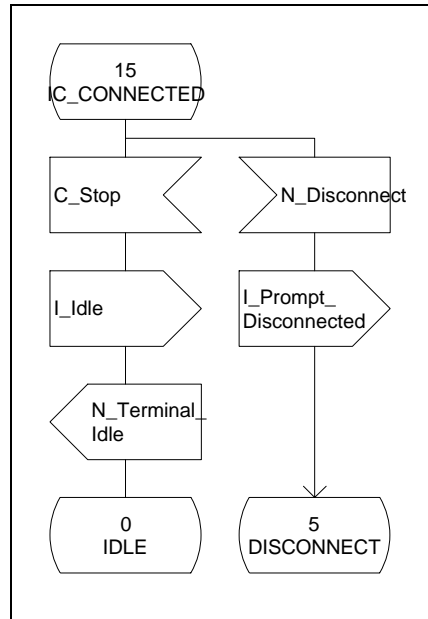 15
IC_CONNECTED
C_Stop
N_Disconnect
I_Idle
I_Prompt_
Disconnected
N_Terminal_
Idle
0
IDLE
5
DISCONNECT